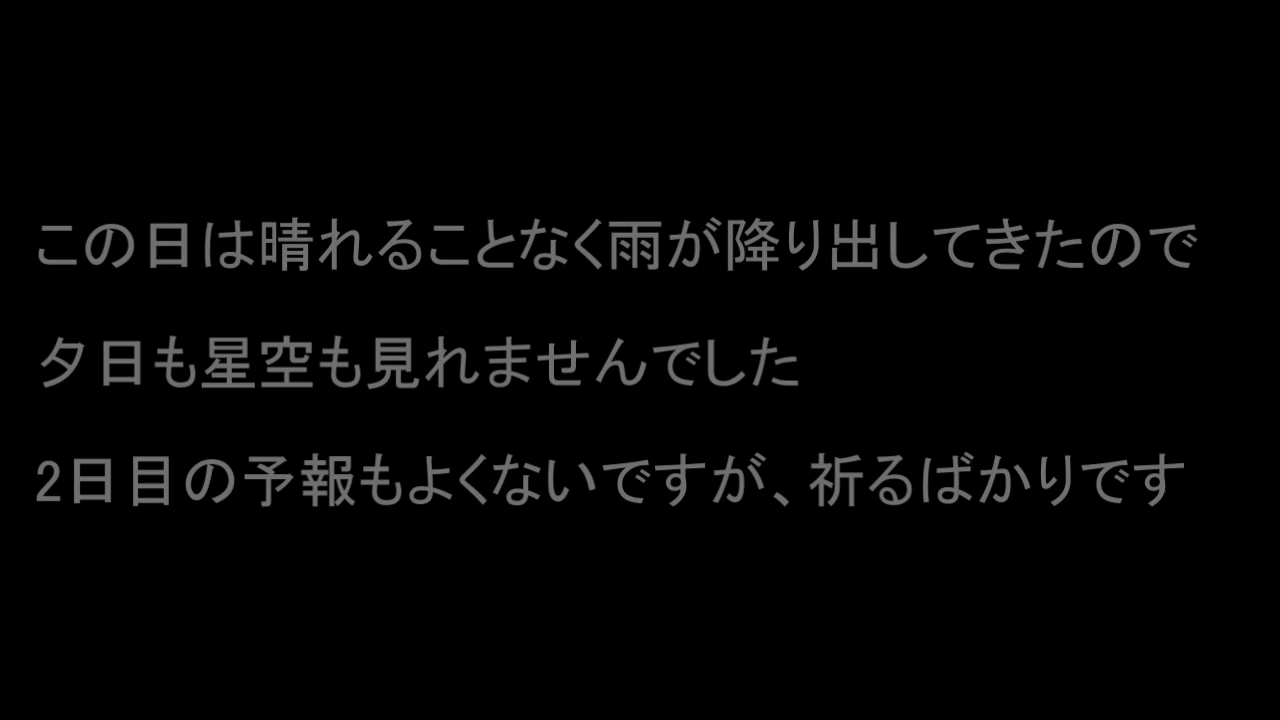 この日は晴れることなく雨が降り出してきたので
夕日も星空も見れませんでした
2日目の予報もよくないですが、祈るばかりです